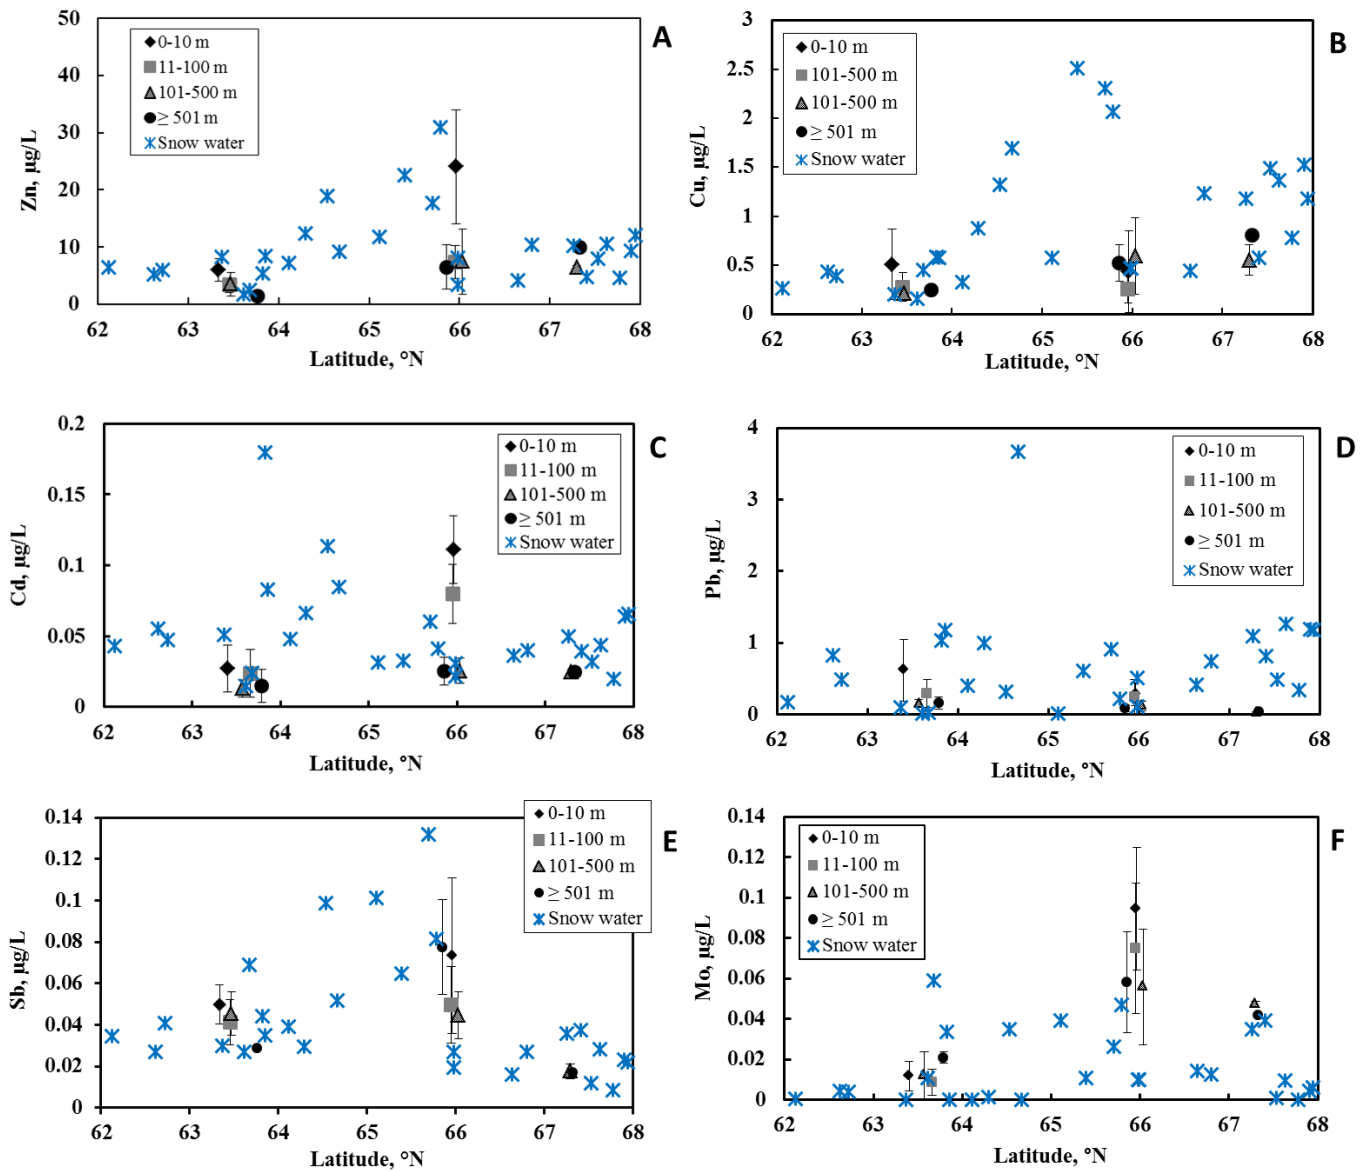 A
50
40
30
20
10
0
62 63 64 65 66 67 68
Zn, µg/L
Latitude, °N
0-10 m
11-100 m
101-500 m
≥ 501 m
Snow water
B
3
2.5
2
1.5
1
0.5
0
62 63 64 65 66 67 68
Cu, µg/L
Latitude, °N
0-10 m
101-500 m
101-500 m
≥ 501 m
Snow water
C
0.2
0.15
0.1
0.05
0
62 63 64 65 66 67 68
Cd, µg/L
Latitude, °N
0-10 m
11-100 m
101-500 m
≥ 501 m
Snow water
D
4
3
2
1
0
62 63 64 65 66 67 68
Pb, µg/L
Latitude, °N
0-10 m
11-100 m
101-500 m
≥ 501 m
Snow water
E
0.14
0.12
0.1
0.08
0.06
0.04
0.02
0
62 63 64 65 66 67 68
Sb, µg/L
Latitude, °N
0-10 m
11-100 m
101-500 m
≥ 501 m
Snow water
F
0.14
0.12
0.1
0.08
0.06
0.04
0.02
0
62 63 64 65 66 67 68
Mo, µg/L
Latitude, °N
0-10 m
11-100 m
101-500 m
≥ 501 m
Snow water